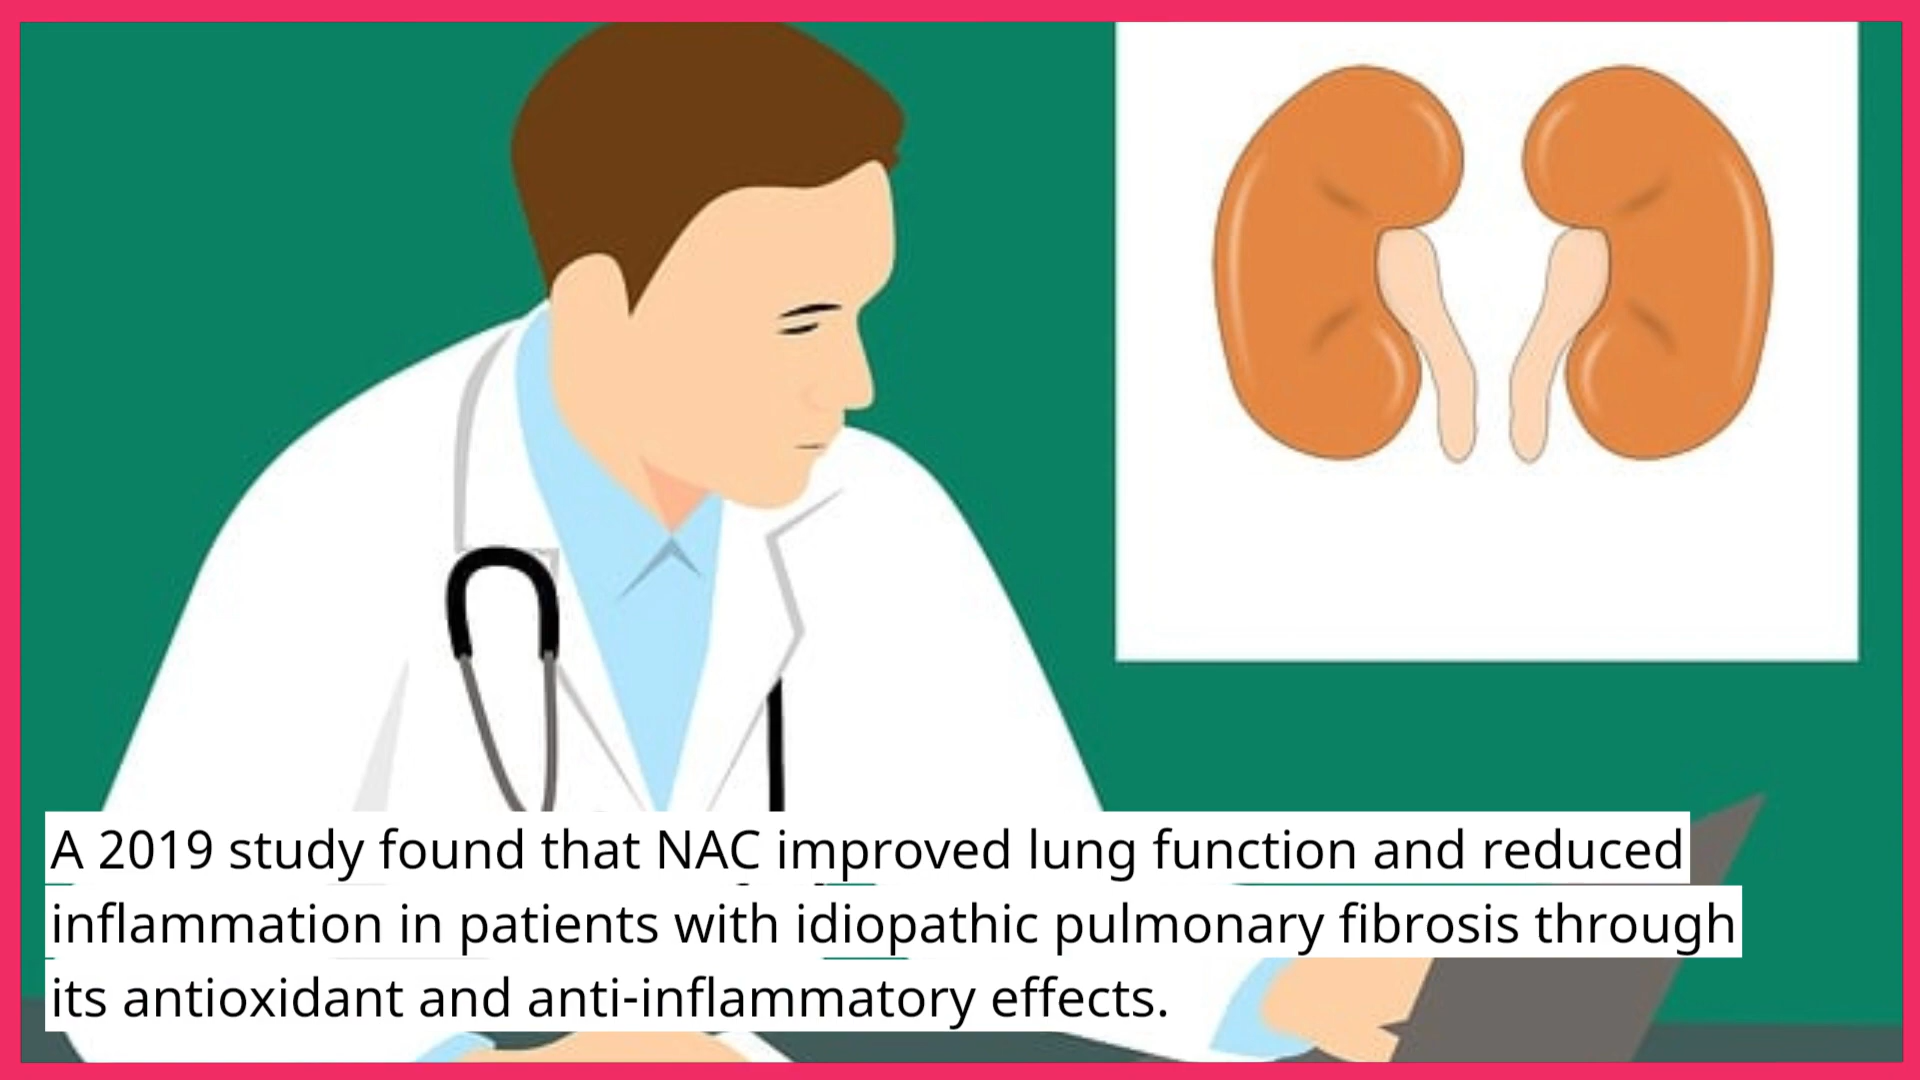 A 2019 study found that NAC improved lung function and reduced
inflammation in patients with idiopathic pulmonary fibrosis through
its antioxidant and anti-inflammatory effects.